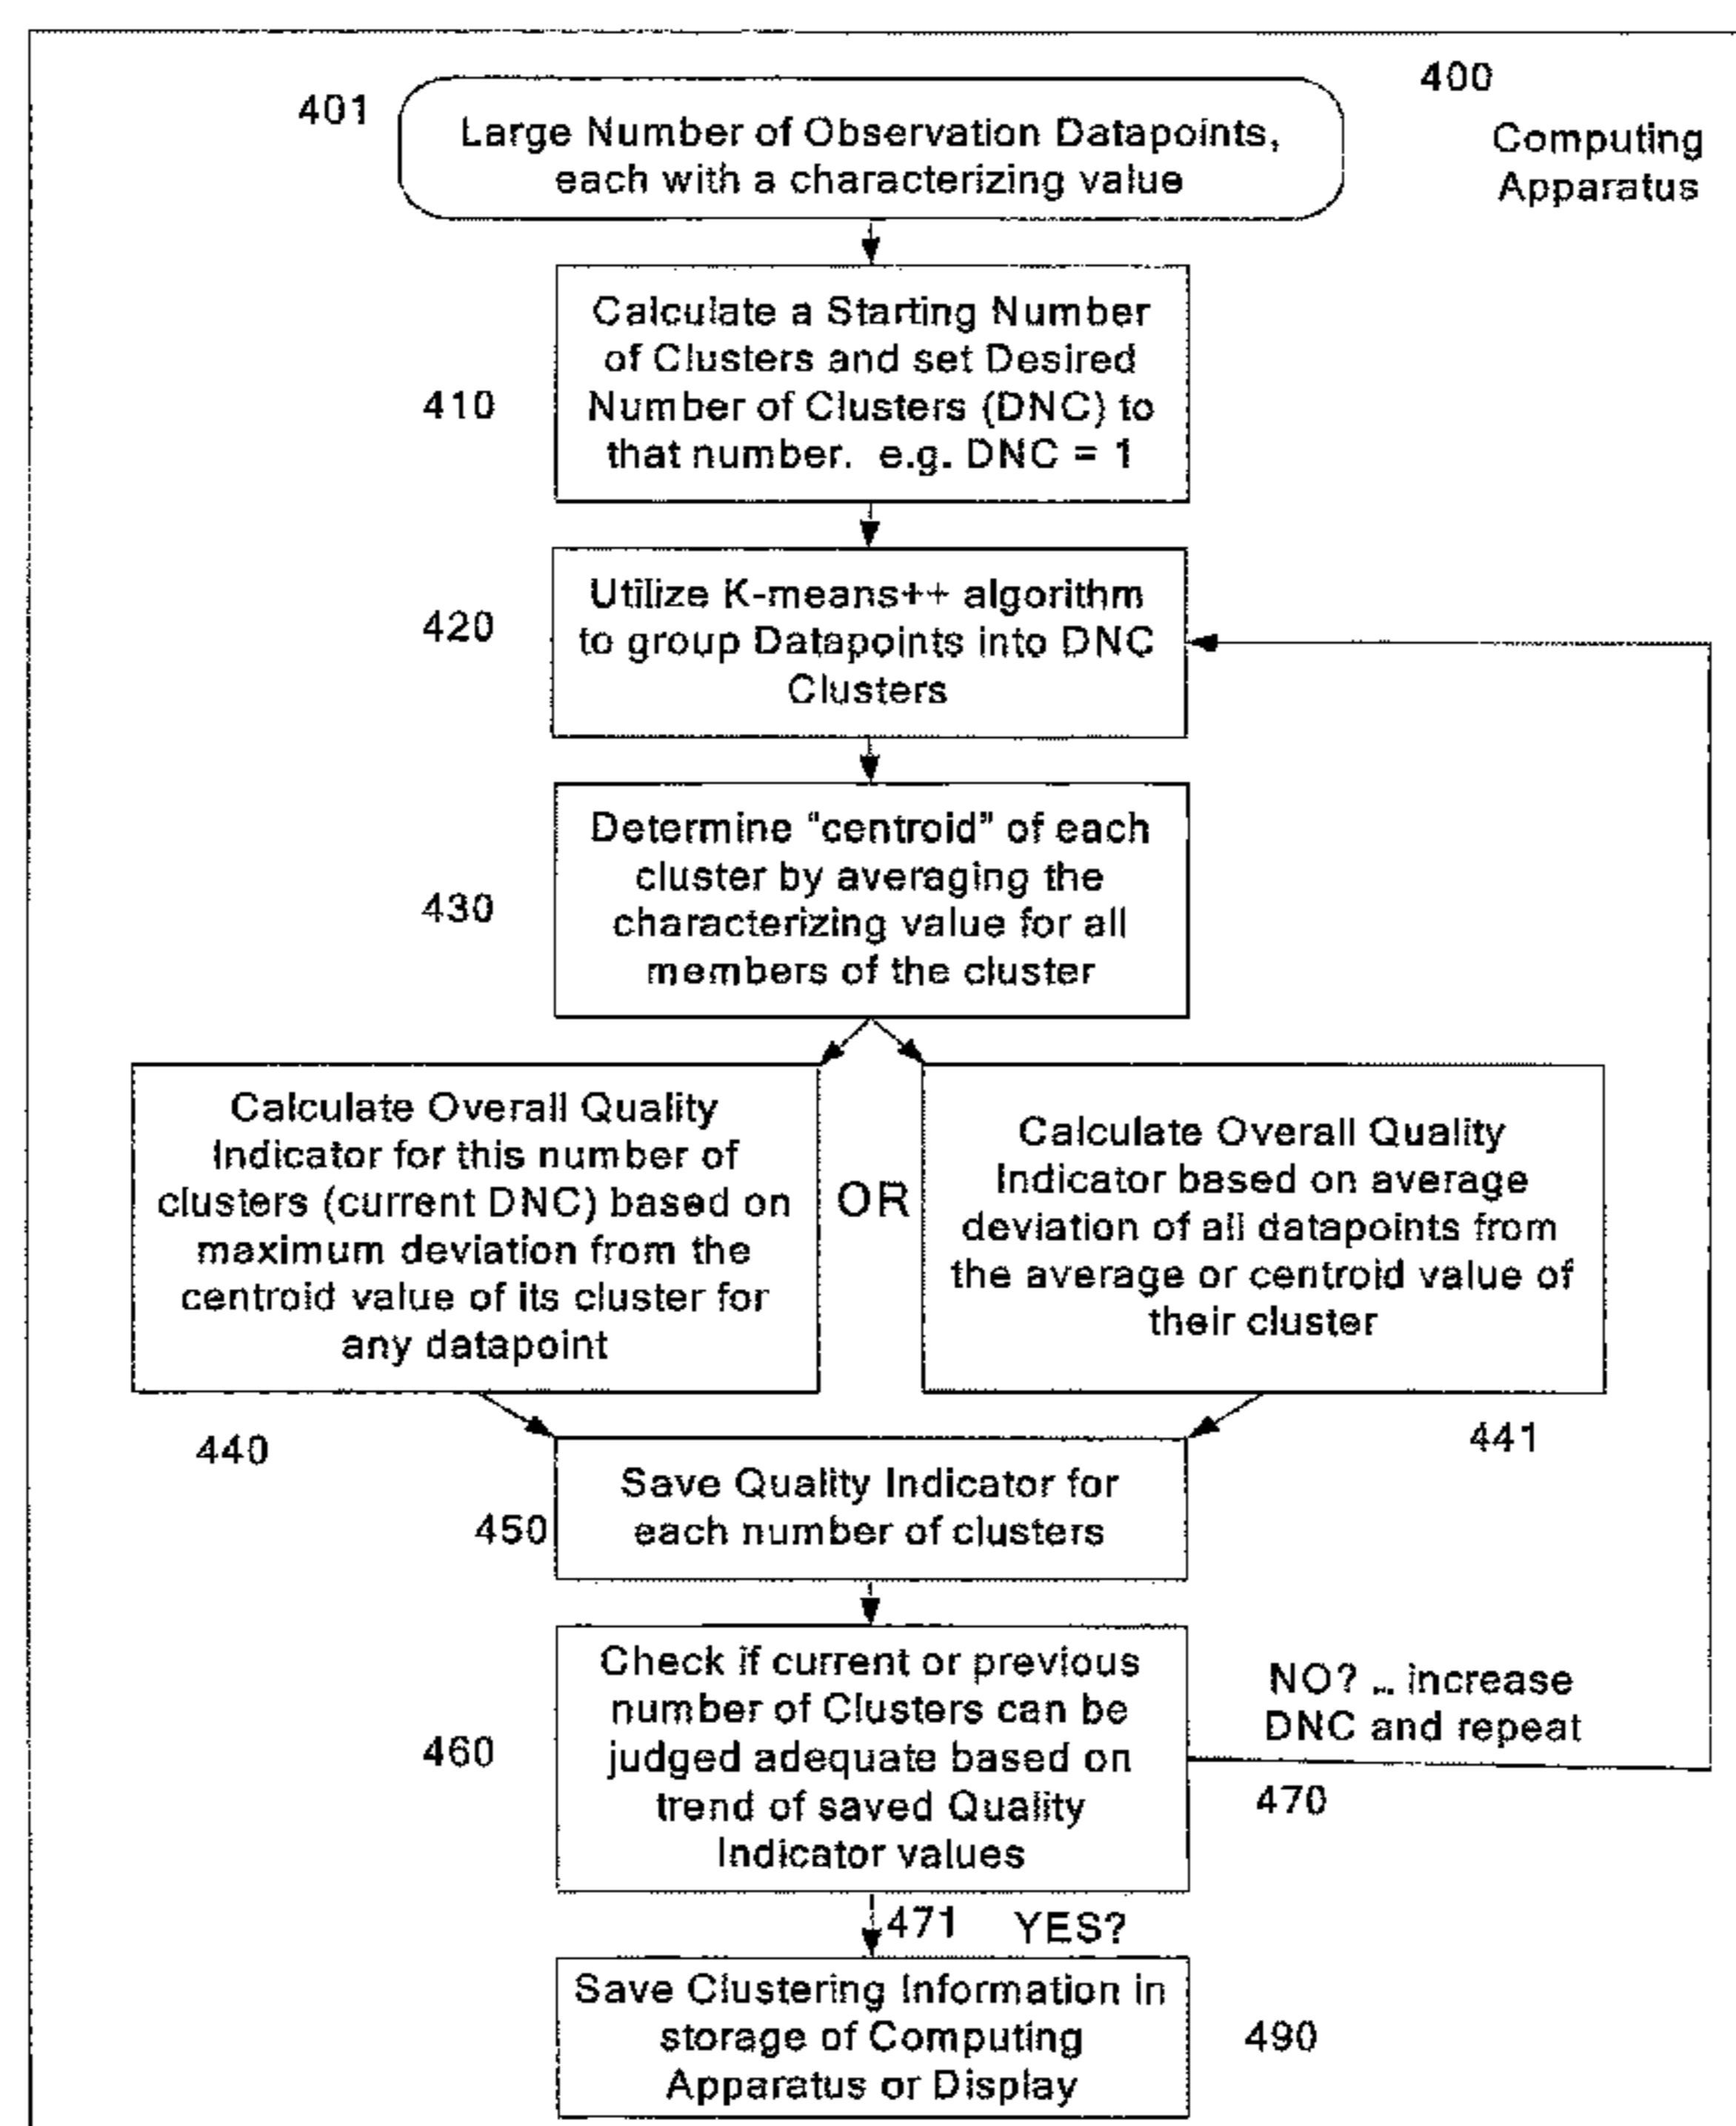 400
Computing
Apparatus
401
Large Number of Observation Datapoints,
each with a characterizing value
410
Calculate a Starting Number
of Clusters and set Desired
Number of Clusters (DNC) to
that number. e.g. DNC = 1
420
Utilize K-means++ algorithm
to group Datapoints into DNC
Clusters
430
Determine "centroid" of each
cluster by averaging the
characterizing value for all
members of the cluster
Calculate Overall Quality
Indicator for this number of
clusters (current DNC) based on
maximum deviation from the
centroid value of its cluster for
any datapoint
440
OR
Calculate Overall Quality
Indicator based on average
deviation of all datapoints from
the average or centroid value of
their cluster
441
450
Save Quality Indicator for
each number of clusters
460
Check if current or previous
number of Clusters can be
judged adequate based on
trend of saved Quality
Indicator values
NO? ... increase
DNC and repeat
470
471 YES?
Save Clustering Information in
storage of Computing
Apparatus or Display
490